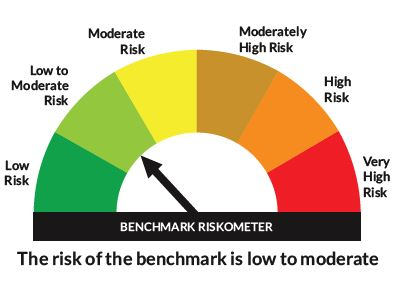 Moderate
Risk
Moderately
High Risk
Low to
Moderate
Risk
High
Risk
Low
Risk
Very
High
Risk
BENCHMARK RISKOMETER
The risk of the benchmark is low to moderate